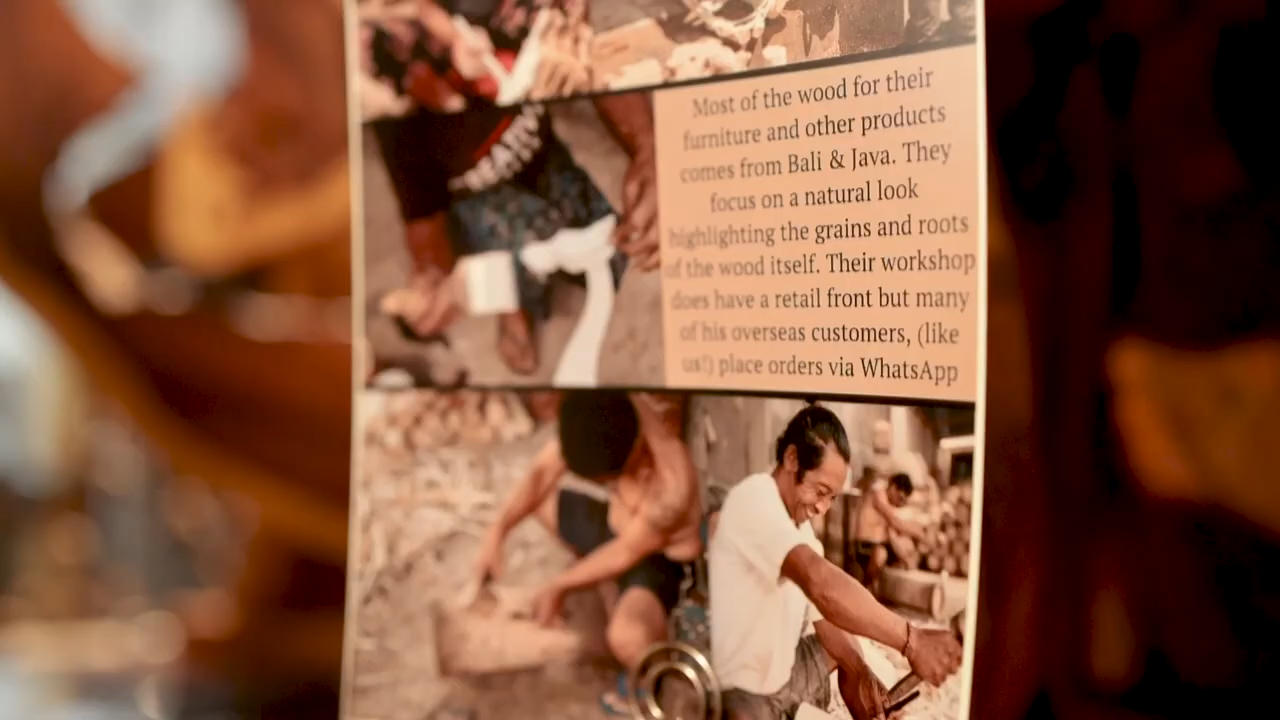 Most of the wood for their
furniture and other products
comes from Bali & Java. They
focus on a natural look
highlighting the grains and roots
of the wood itself. Their workshop
does have a retail front but many
of his overseas customers, (like
us!) place orders via WhatsApp